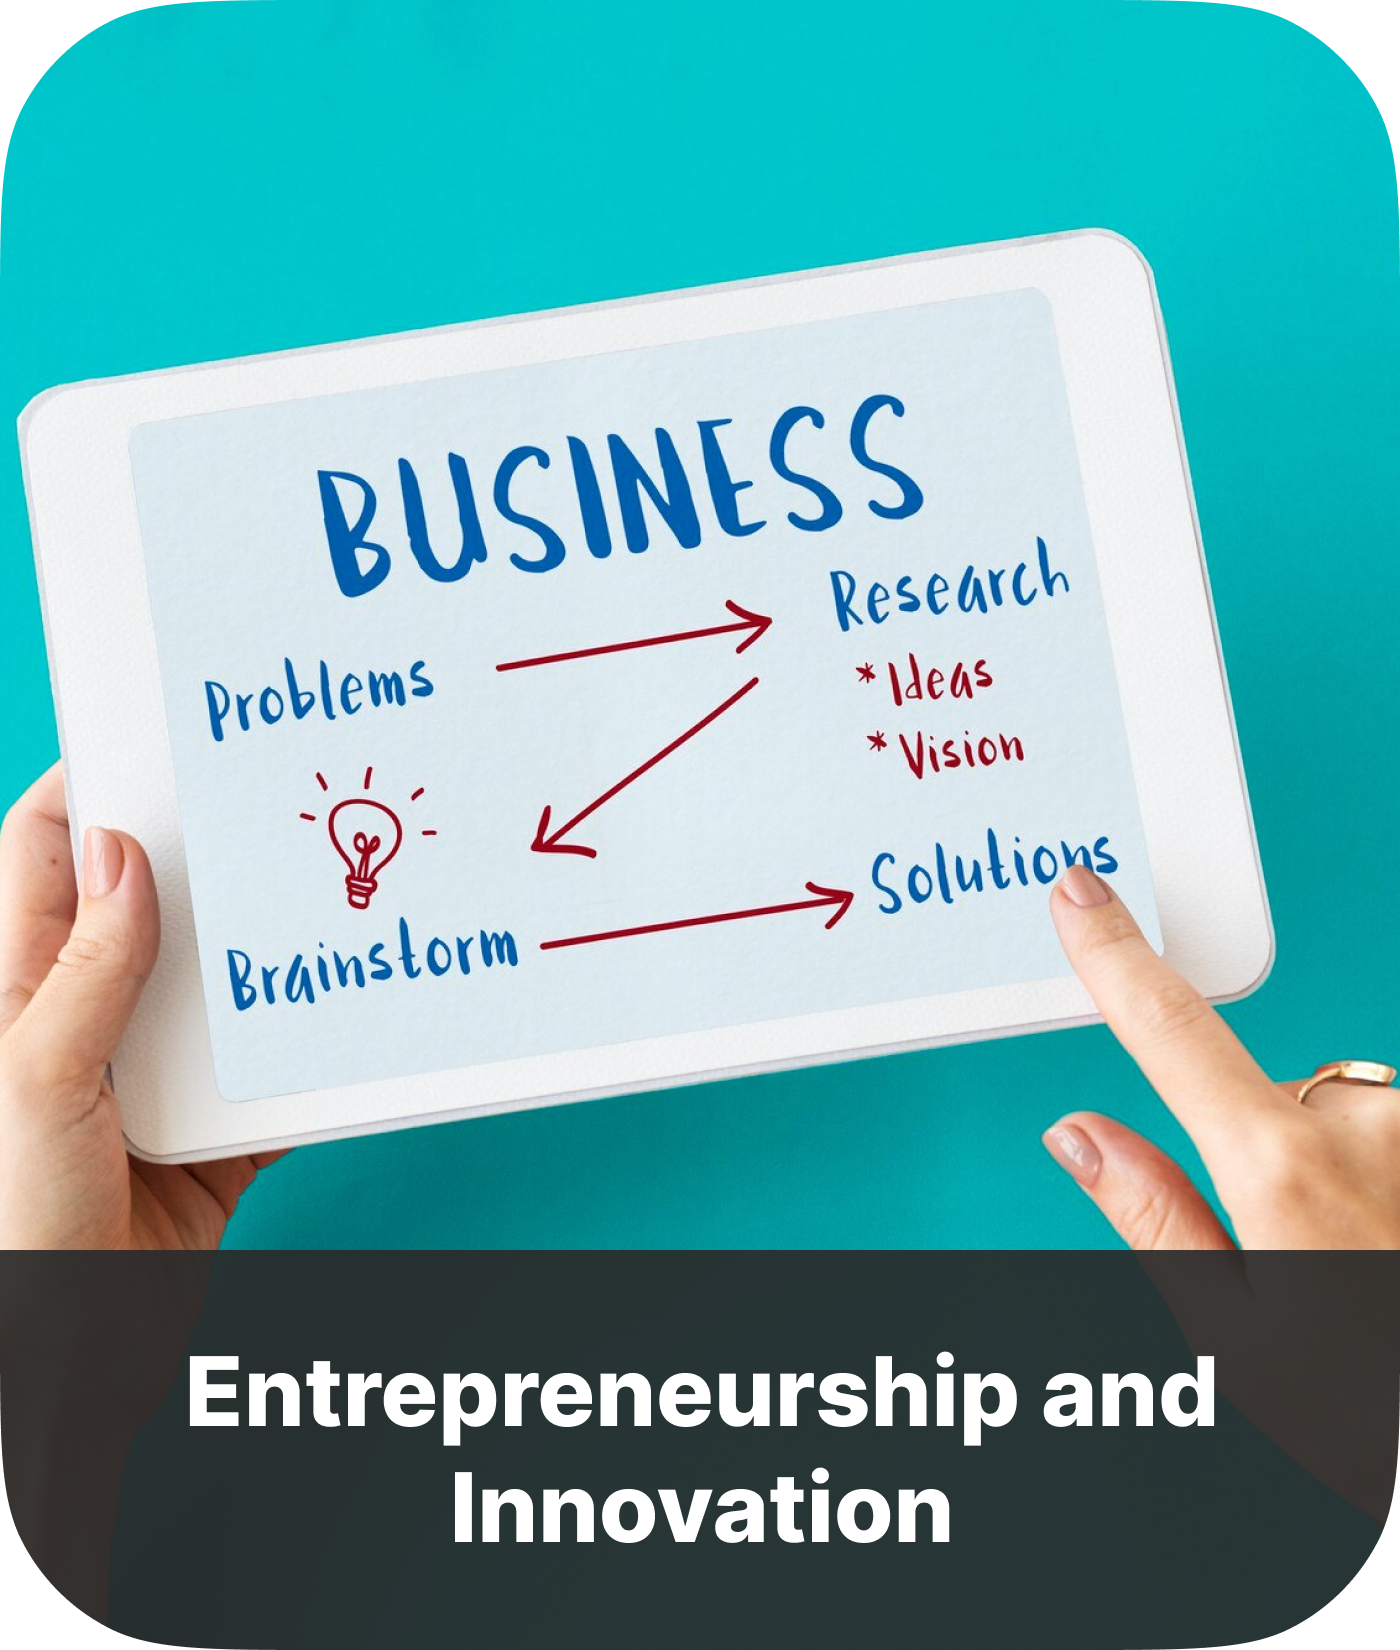 BUSINESS
Problems
Research
* Ideas
* Vision
Brainstorm
Solutions
Entrepreneurship and
Innovation